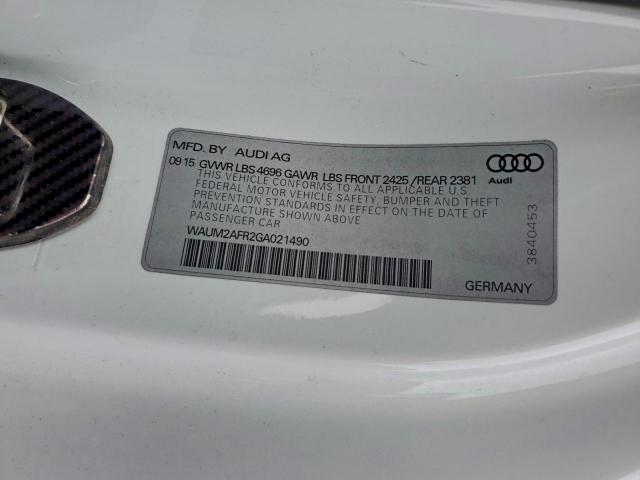 MFD. BY AUDI AG
09 15 GVWR LBS 4696 GAWR LBS FRONT 2425 /REAR 2381
THIS VEHICLE CONFORMS TO ALL APPLICABLE U.S.
FEDERAL MOTOR VEHICLE SAFETY, BUMPER AND THEFT
PREVENTION STANDARDS IN EFFECT ON THE DATE OF
MANUFACTURE SHOWN ABOVE
PASSENGER CAR
WAUM2AFR2GA021490
Audi
3840453
GERMANY